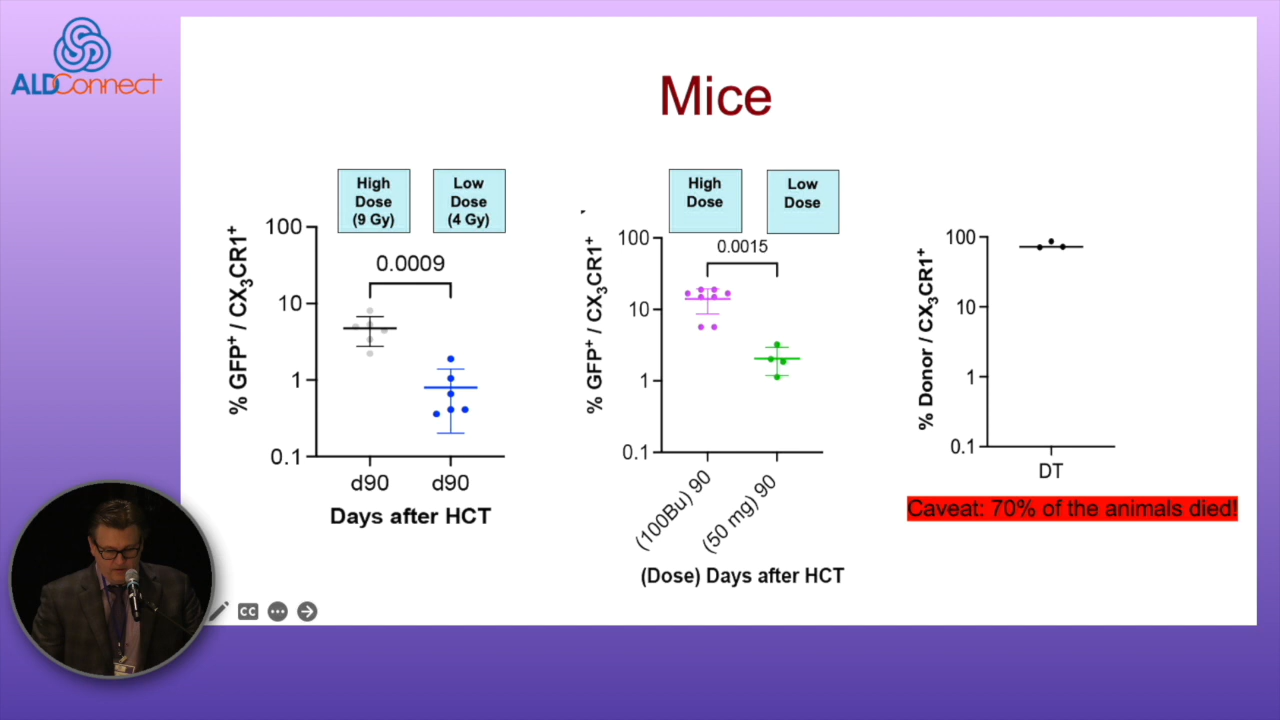 ALDConnect
Mice
High
Dose
(9 Gy)
Low
Dose
(4 Gy)
% GFP+ / CX3CR1+
100
10
1
0.1
0.0009
d90
d90
Days after HCT
High
Dose
Low
Dose
% GFP+ / CX3CR1+
100
10
1
0.1
0.0015
(100Bu) 90
(50 mg) 90
(Dose) Days after HCT
% Donor / CX3CR1+
100
10
1
0.1
DT
Caveat: 70% of the animals died!
CC